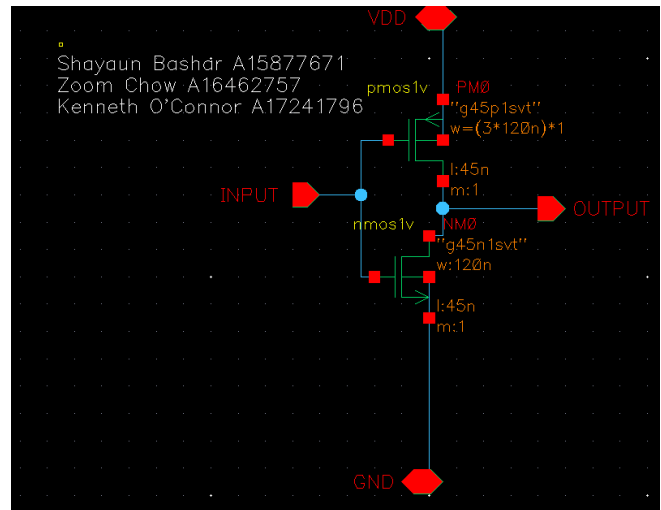 VDD
Shayaun Bashar A15877671
Zoom Chow A16462757
Kenneth O'Connor A17241796
pmos1v
PM0
"g45p1svt"
w=(3*120n)*1
l:45n
m:1
INPUT
OUTPUT
nmos1v
NM0
"g45n1svt"
w:120n
l:45n
m:1
GND